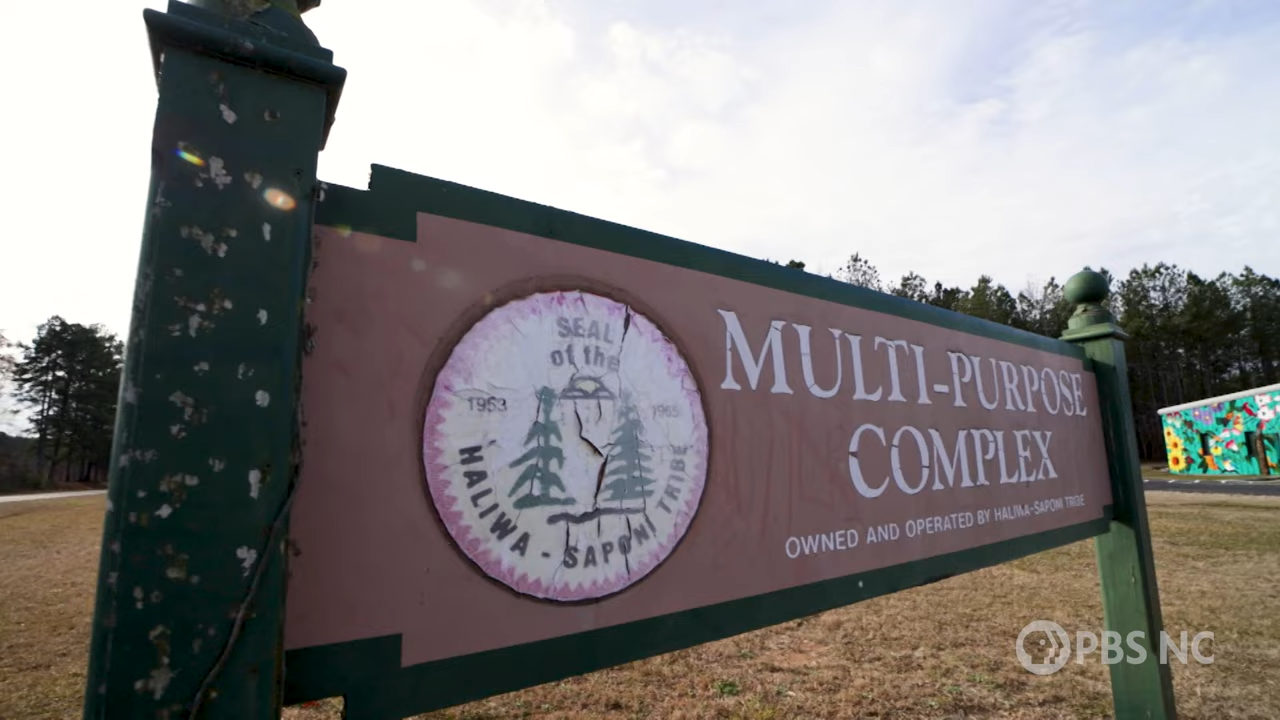 SEAL
of the
1953
1965
HALIWA - SAPONI TRIBE
MULTI-PURPOSE
COMPLEX
OWNED AND OPERATED BY HALIWA-SAPONI TRIBE
PBS NC